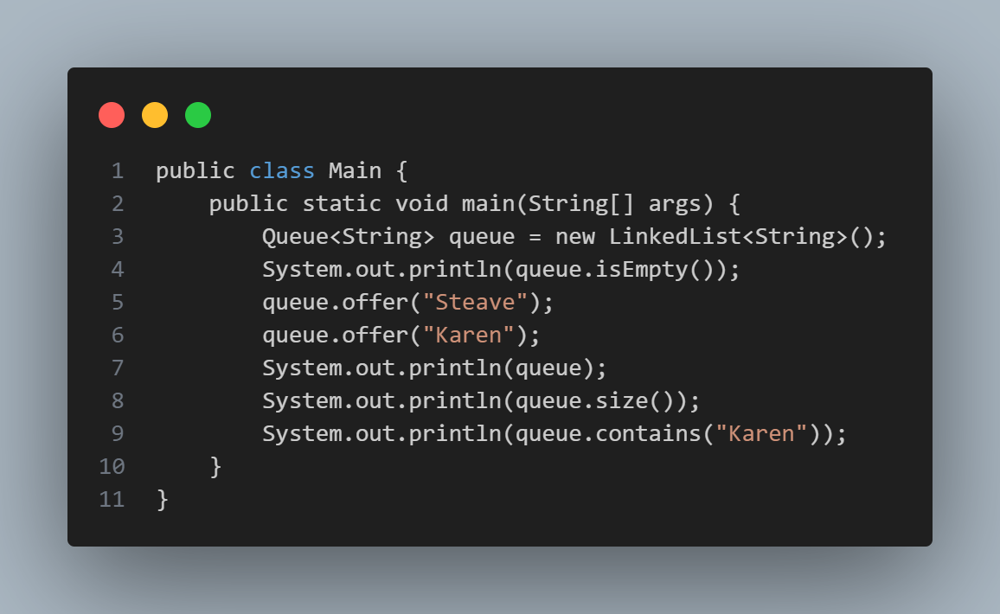 1 public class Main {
2     public static void main(String[] args) {
3         Queue<String> queue = new LinkedList<String>();
4         System.out.println(queue.isEmpty());
5         queue.offer("Steave");
6         queue.offer("Karen");
7         System.out.println(queue);
8         System.out.println(queue.size());
9         System.out.println(queue.contains("Karen"));
10     }
11 }